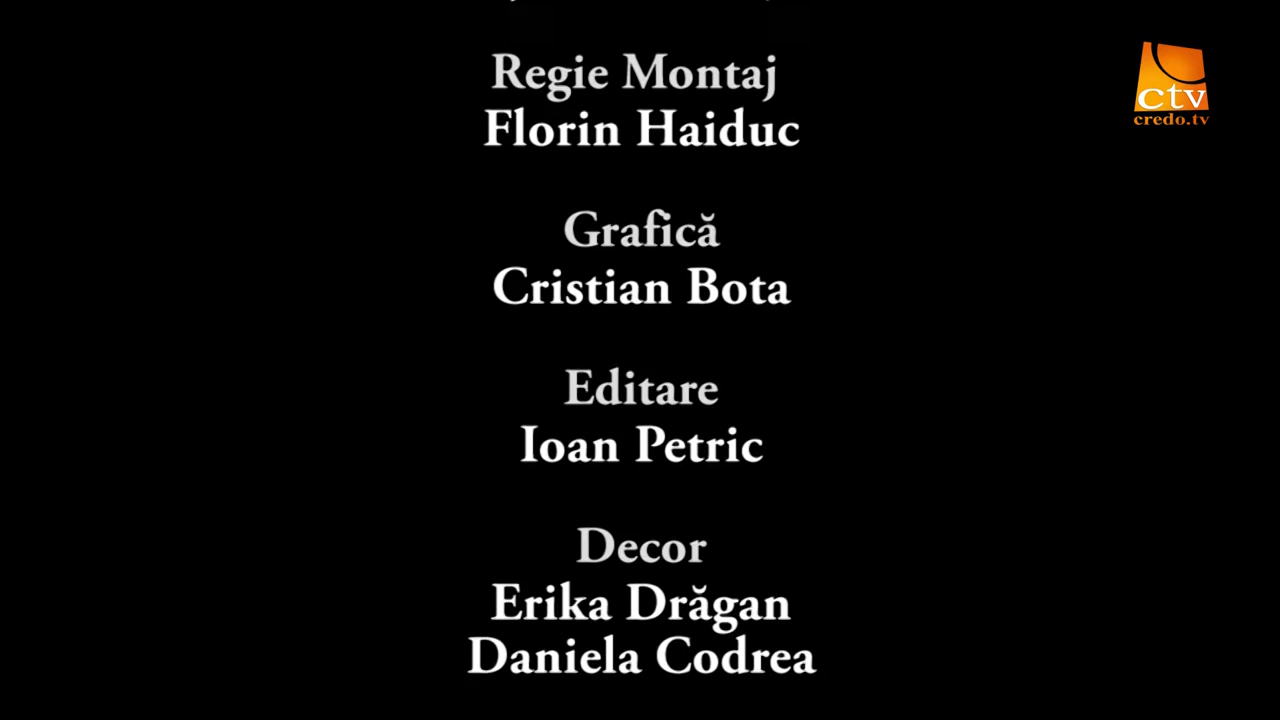 Regie Montaj
Florin Haiduc
Grafică
Cristian Bota
Editare
Ioan Petric
Decor
Erika Drăgan
Daniela Codrea
ctv
credo.tv